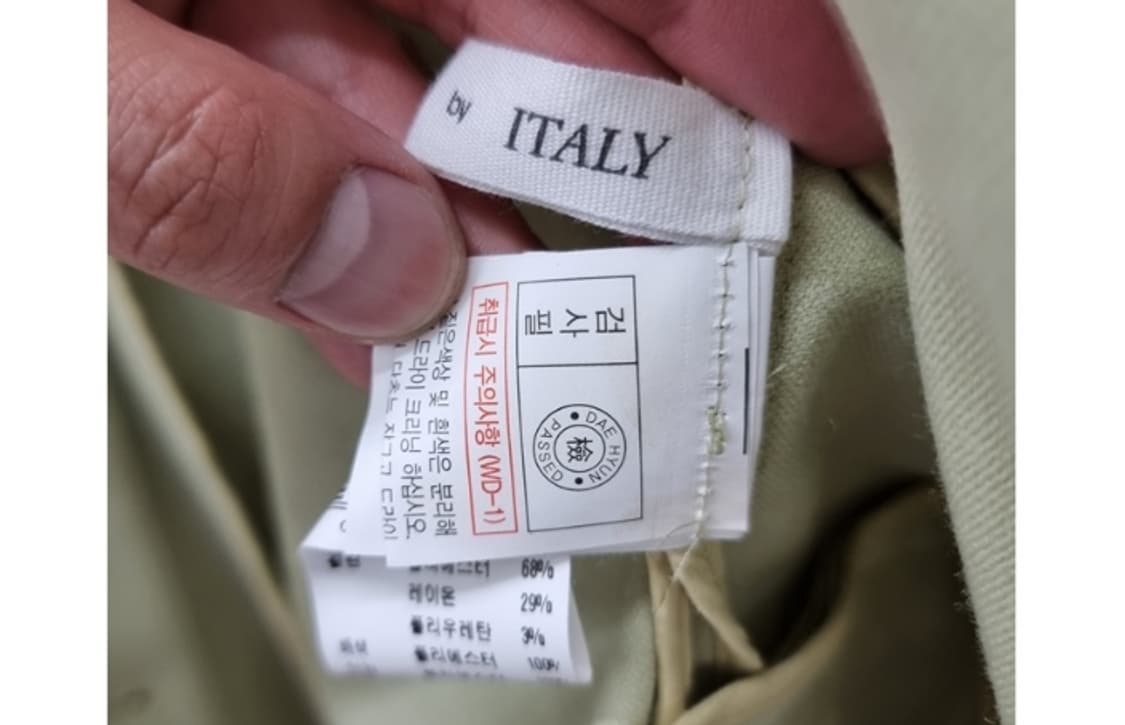 by ITALY
검사필
DAE HYUN
檢
PASSED
취급시 주의사항 (WD-1)
짙은색상 및 흰색은 분리해
드라이 크리닝 하십시오.
68%
레이온 29%
폴리우레탄 3%
폴리에스터 100%